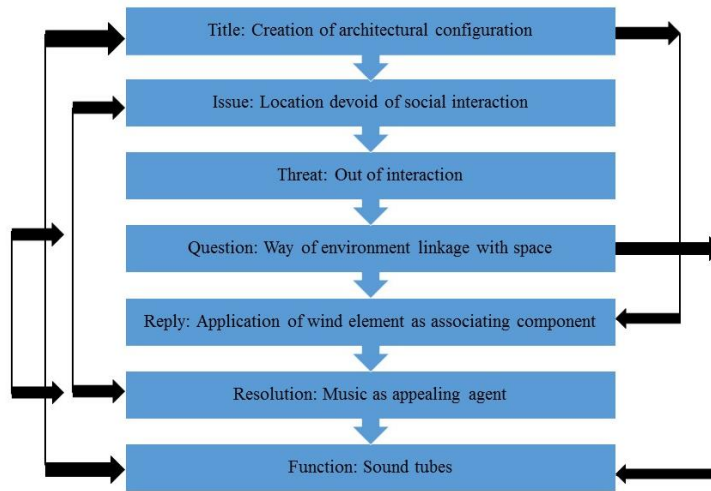 Title: Creation of architectural configuration
Issue: Location devoid of social interaction
Threat: Out of interaction
Question: Way of environment linkage with space
Reply: Application of wind element as associating component
Resolution: Music as appealing agent
Function: Sound tubes